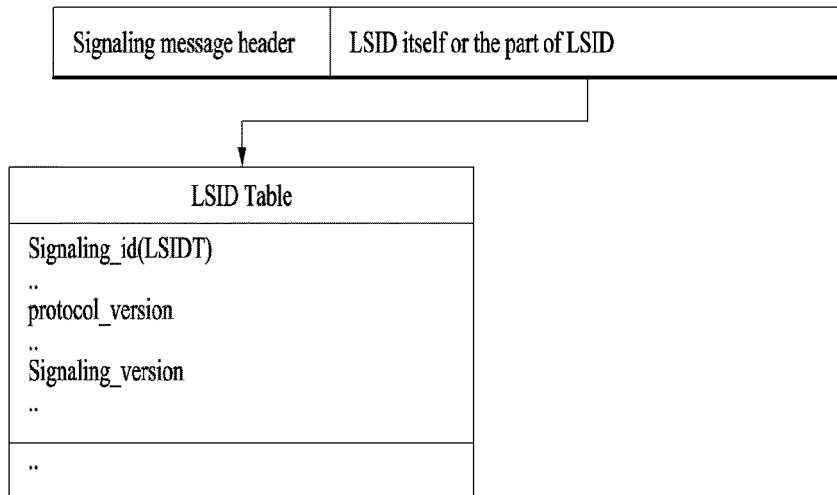 Signaling message header
LSID itself or the part of LSID
LSID Table
Signaling_id(LSIDT)
..
protocol_version
..
Signaling_version
..
..